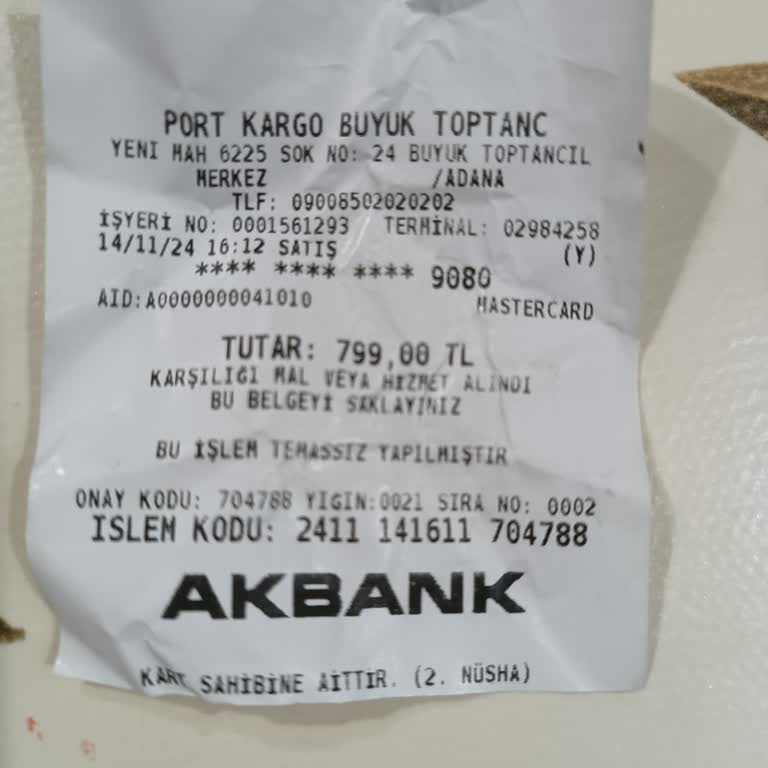 PORT KARGO BUYUK TOPTANC
YENI MAH 6225 SOK NO: 24 BUYUK TOPTANCIL
MERKEZ /ADANA
TLF: 09008502020202
İŞYERİ NO: 0001561293 TERMİNAL: 02984258
14/11/24 16:12 SATIŞ (Y)
**** **** **** 9080
AID:A0000000041010 MASTERCARD
TUTAR: 799,00 TL
KARŞILIĞI MAL VEYA HİZMET ALINDI
BU BELGEYİ SAKLAYINIZ
BU İŞLEM TEMASSIZ YAPILMIŞTIR
ONAY KODU: 704788 YIGIN:0021 SIRA NO: 0002
ISLEM KODU: 2411 141611 704788
AKBANK
KART SAHİBİNE AİTTİR. (2. NÜSHA)